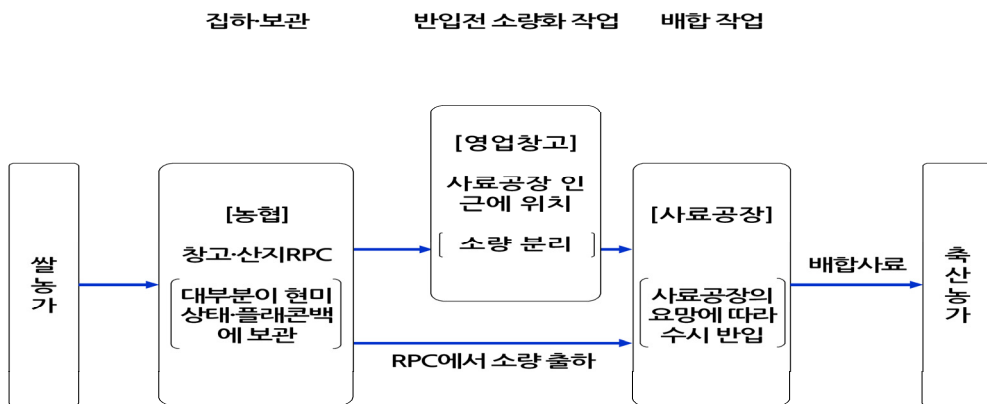 집하·보관
반입전 소량화 작업
배합 작업
쌀
농
가
[농협]
창고·산지RPC
대부분이 현미
상태·플래콘백
에 보관
[영업창고]
사료공장 인
근에 위치
소량 분리
RPC에서 소량 출하
[사료공장]
사료공장의
요망에 따라
수시 반입
배합사료
축
산
농
가